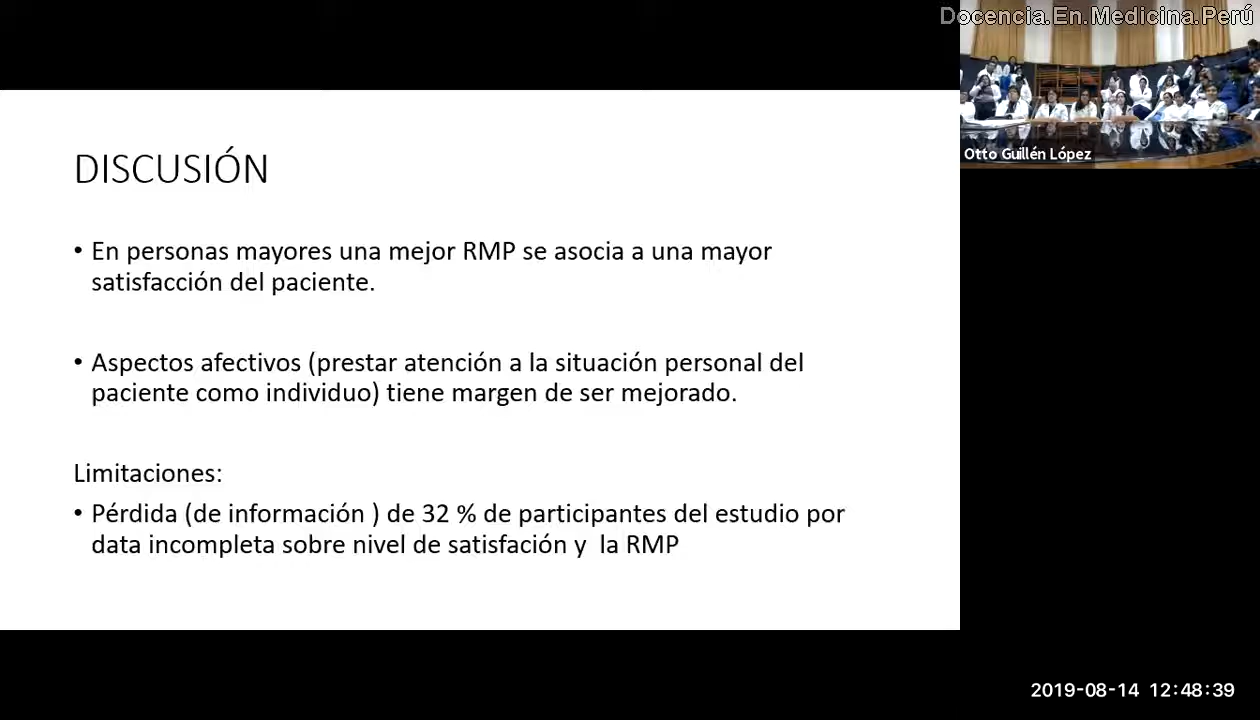 Docencia.En.Medicina.Perú
Otto Guillén López
DISCUSIÓN
• En personas mayores una mejor RMP se asocia a una mayor
satisfacción del paciente.
• Aspectos afectivos (prestar atención a la situación personal del
paciente como individuo) tiene margen de ser mejorado.
Limitaciones:
• Pérdida (de información ) de 32 % de participantes del estudio por
data incompleta sobre nivel de satisfación y  la RMP
2019-08-14 12:48:39